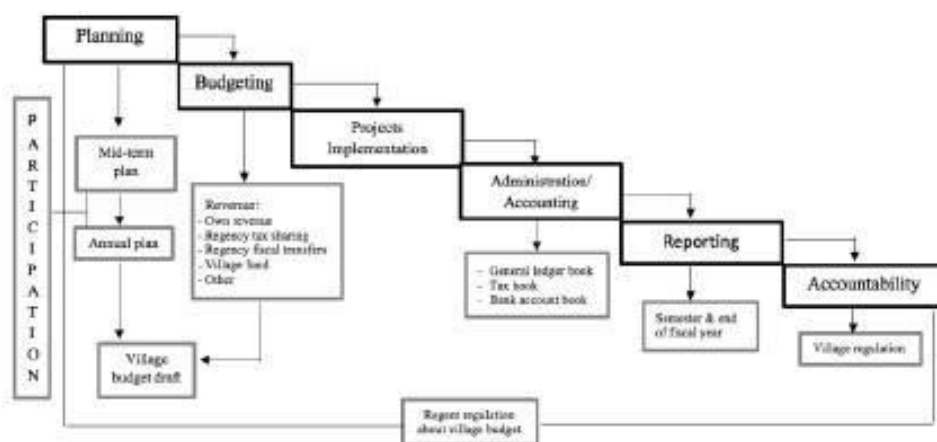 Planning
Budgeting
Projects
Implementation
Administration/
Accounting
Reporting
Accountability
PARTICIPATION
Mid-term
plan
Annual plan
Village
budget draft
Revenue:
- Own revenue
- Regency tax sharing
- Regency fiscal transfers
- Village fund
- Other
- General ledger book
- Tax book
- Bank account book
Semester & end
of fiscal year
Village regulation
Regent regulation
about village budget